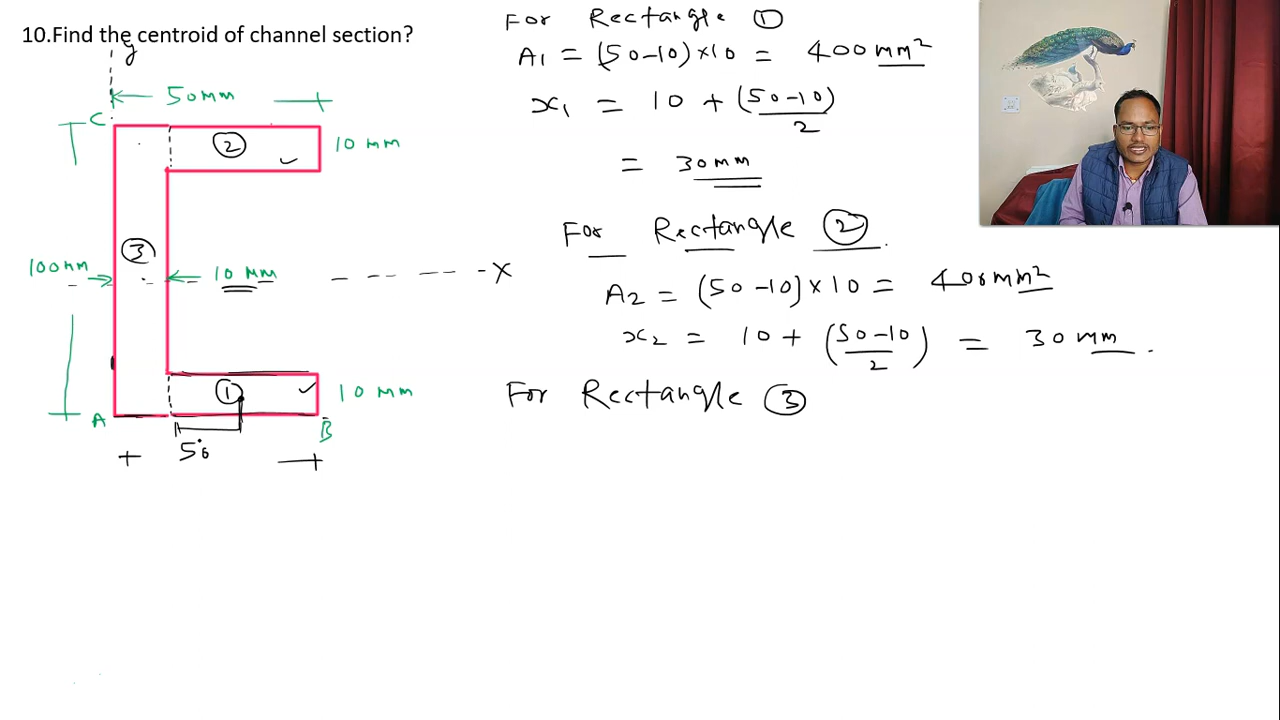 10.Find the centroid of channel section?
y
50mm
C
2
10 mm
3
100mm
10 mm
X
1
10 mm
A
B
50
For Rectangle 1
A1 = (50-10)×10 = 400mm²
x1 = 10 + (50-10)
2
= 30mm
For Rectangle 2
A2 = (50-10)×10 = 400mm²
x2 = 10 + (50-10) = 30mm.
2
For Rectangle 3